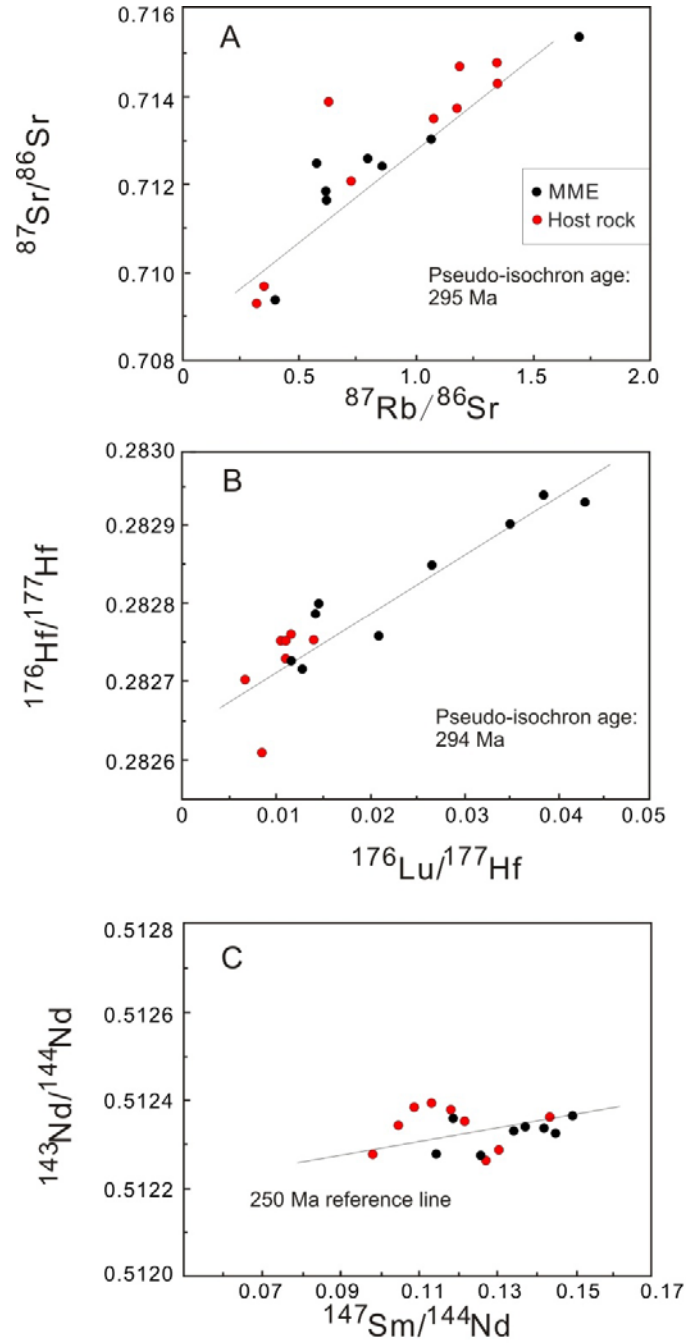 A
0.716
0.714
0.712
0.710
0.708
⁸⁷Sr/⁸⁶Sr
MME
Host rock
Pseudo-isochron age:
295 Ma
0 0.5 1.0 1.5 2.0
⁸⁷Rb/⁸⁶Sr
B
0.2830
0.2829
0.2828
0.2827
0.2826
¹⁷⁶Hf/¹⁷⁷Hf
Pseudo-isochron age:
294 Ma
0 0.01 0.02 0.03 0.04 0.05
¹⁷⁶Lu/¹⁷⁷Hf
C
0.5128
0.5126
0.5124
0.5122
0.5120
¹⁴³Nd/¹⁴⁴Nd
250 Ma reference line
0.07 0.09 0.11 0.13 0.15 0.17
¹⁴⁷Sm/¹⁴⁴Nd